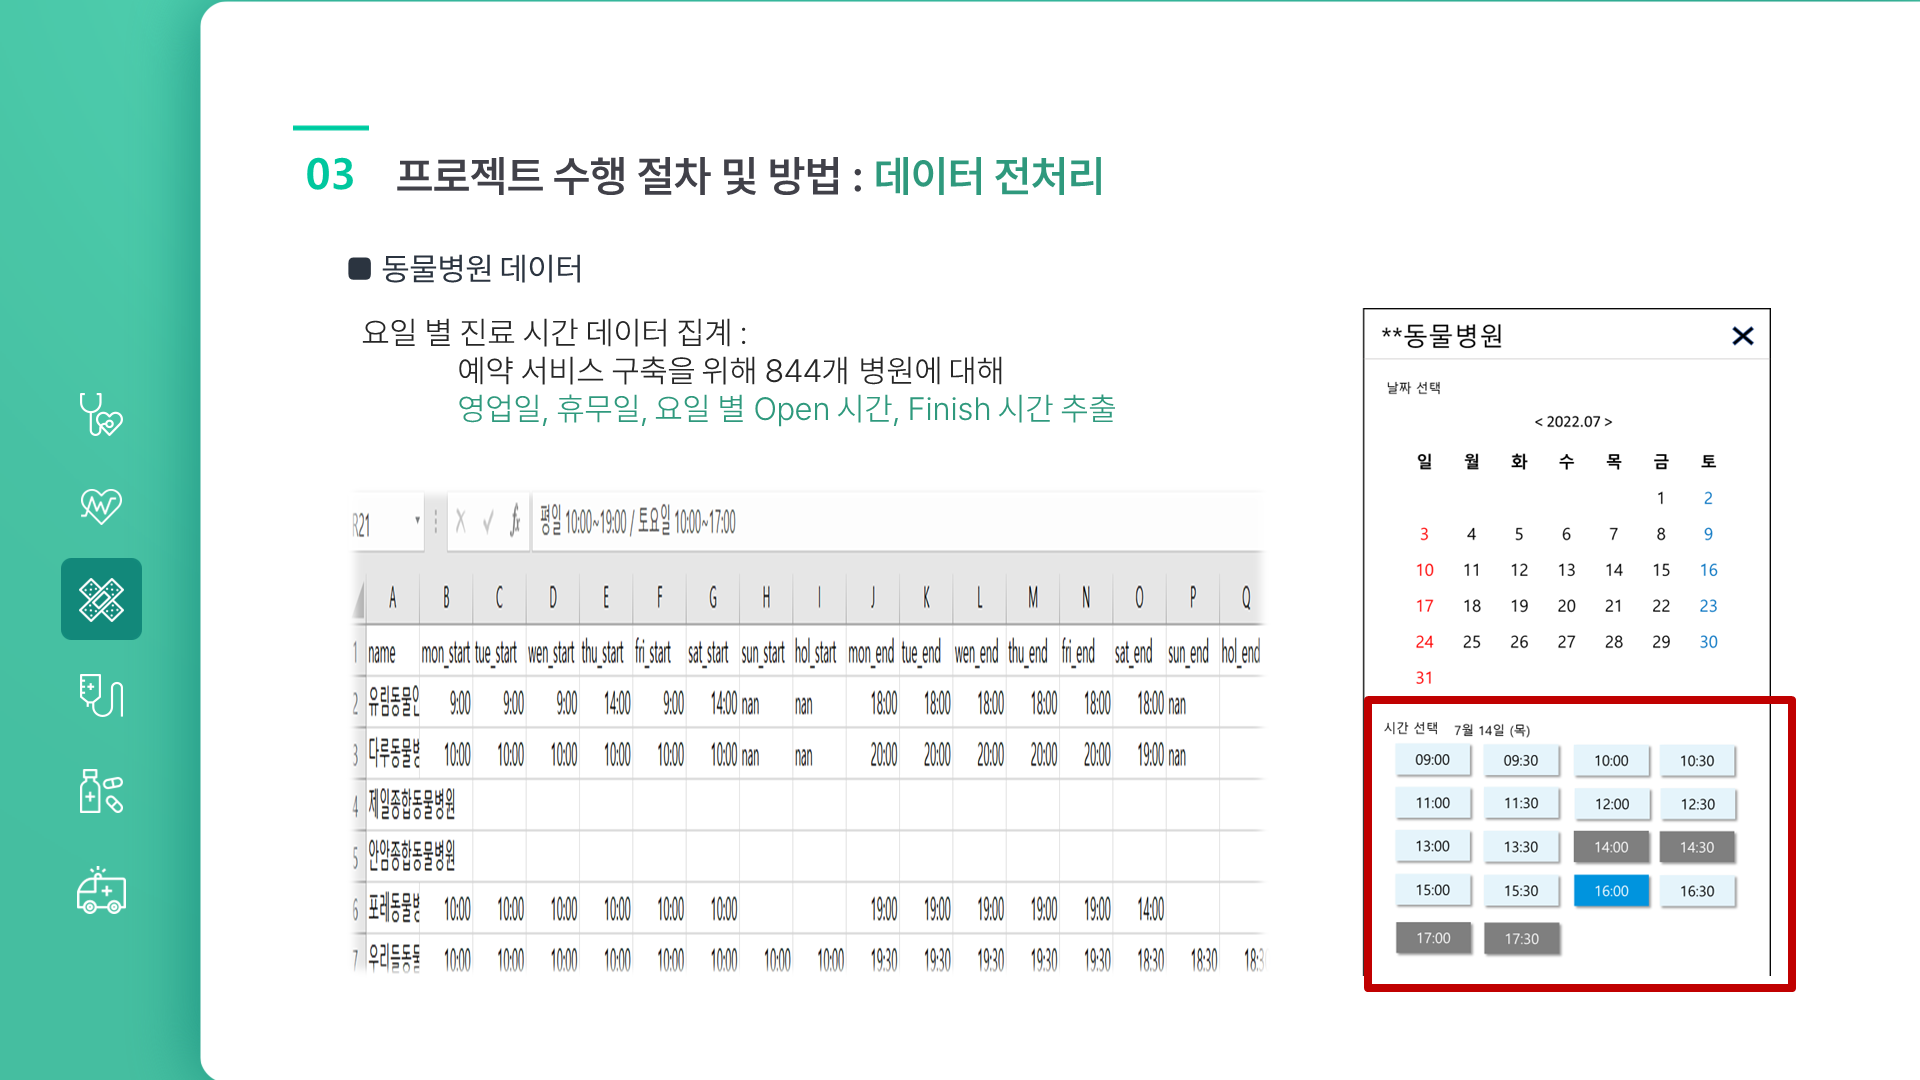 03 프로젝트 수행 절차 및 방법 : 데이터 전처리
■ 동물병원 데이터
요일 별 진료 시간 데이터 집계 :
예약 서비스 구축을 위해 844개 병원에 대해
영업일, 휴무일, 요일 별 Open 시간, Finish 시간 추출
R21 fx 평일 10:00~19:00 / 토요일 10:00~17:00
A B C D E F G H I J K L M N O P Q
1 name mon_start tue_start wen_start thu_start fri_start sat_start sun_start hol_start mon_end tue_end wen_end thu_end fri_end sat_end sun_end hol_end
2 유림동물 9:00 9:00 9:00 14:00 9:00 14:00 nan nan 18:00 18:00 18:00 18:00 18:00 18:00 nan
3 다루동물병 10:00 10:00 10:00 10:00 10:00 10:00 nan nan 20:00 20:00 20:00 20:00 20:00 19:00 nan
4 제일종합동물병원
5 안암종합동물병원
6 포레동물병 10:00 10:00 10:00 10:00 10:00 10:00 19:00 19:00 19:00 19:00 19:00 14:00
7 우리들동물 10:00 10:00 10:00 10:00 10:00 10:00 10:00 10:00 19:30 19:30 19:30 19:30 19:30 18:30 18:30 18:3
**동물병원 X
날짜 선택
< 2022.07 >
일 월 화 수 목 금 토
1 2
3 4 5 6 7 8 9
10 11 12 13 14 15 16
17 18 19 20 21 22 23
24 25 26 27 28 29 30
31
시간 선택 7월 14일 (목)
09:00 09:30 10:00 10:30
11:00 11:30 12:00 12:30
13:00 13:30 14:00 14:30
15:00 15:30 16:00 16:30
17:00 17:30